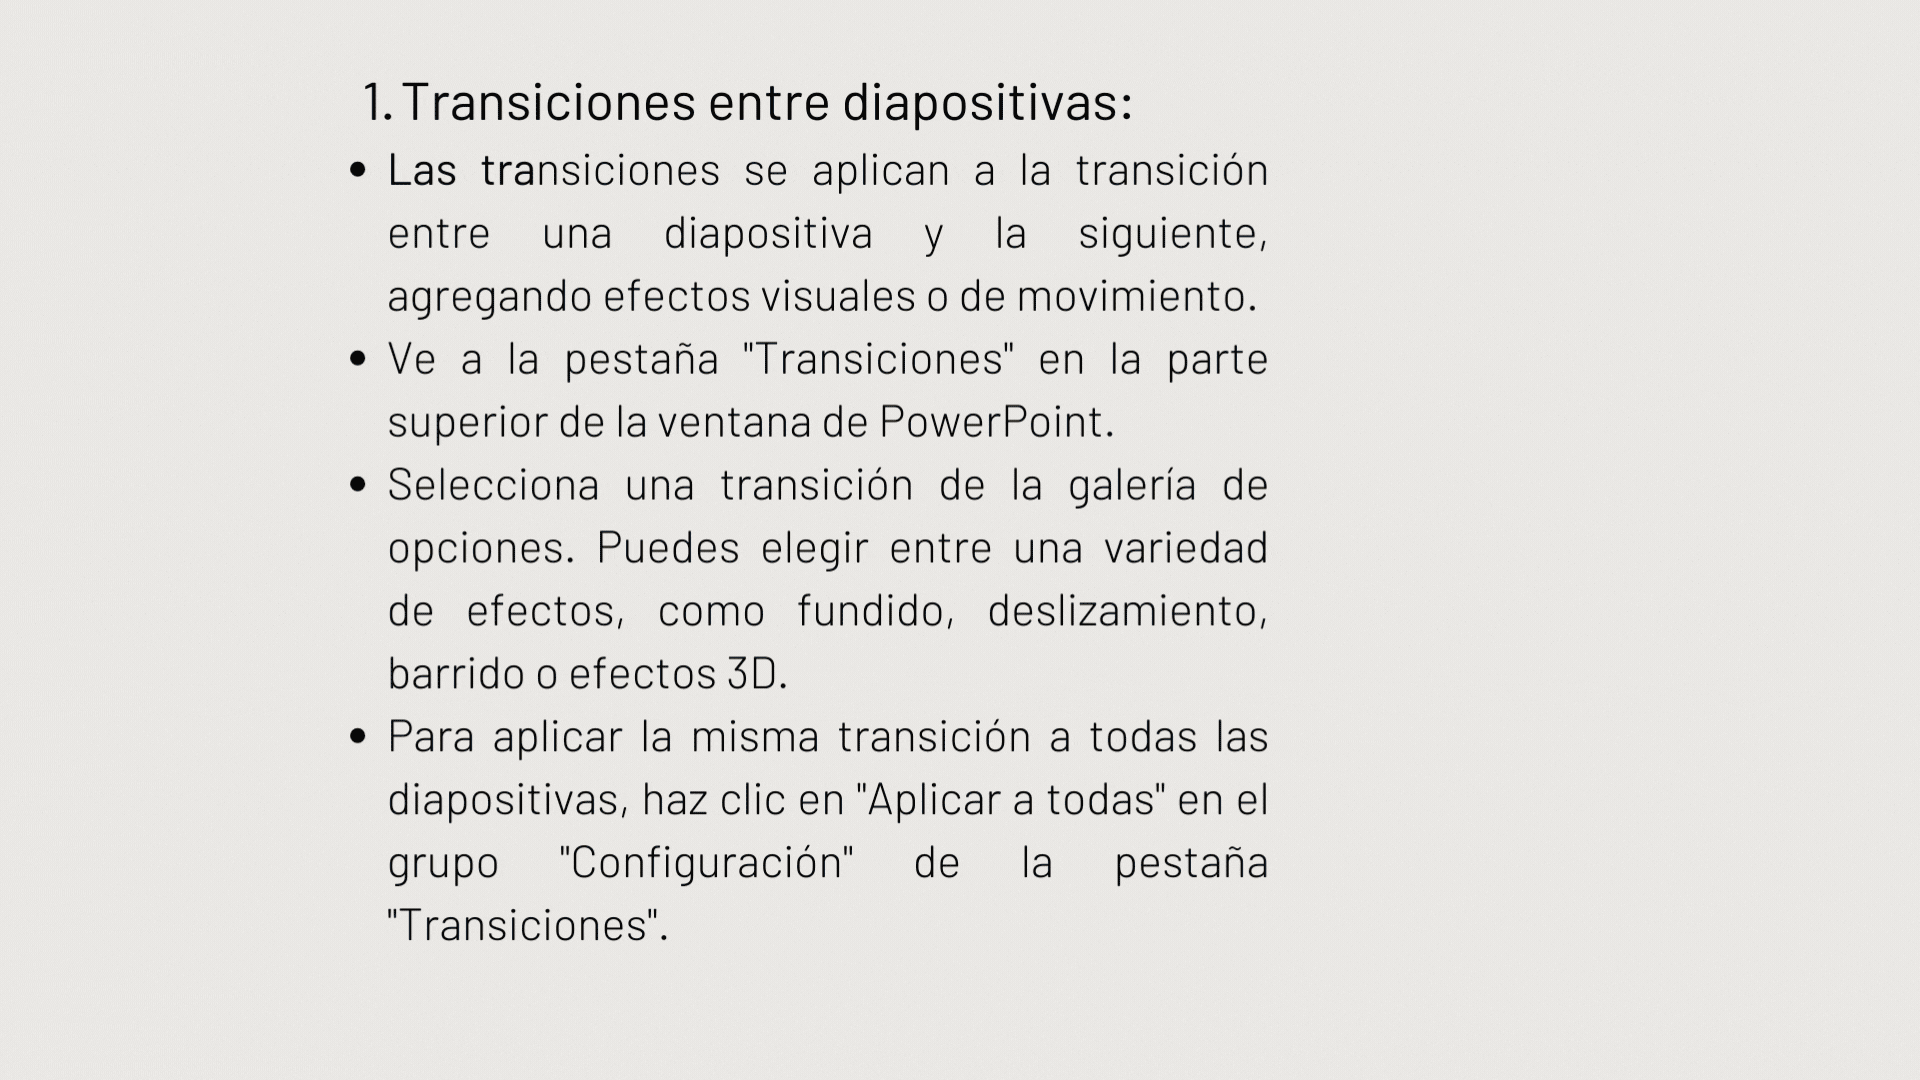 1. Transiciones entre diapositivas:
• Las transiciones se aplican a la transición
entre una diapositiva y la siguiente,
agregando efectos visuales o de movimiento.
• Ve a la pestaña "Transiciones" en la parte
superior de la ventana de PowerPoint.
• Selecciona una transición de la galería de
opciones. Puedes elegir entre una variedad
de efectos, como fundido, deslizamiento,
barrido o efectos 3D.
• Para aplicar la misma transición a todas las
diapositivas, haz clic en "Aplicar a todas" en el
grupo "Configuración" de la pestaña
"Transiciones".